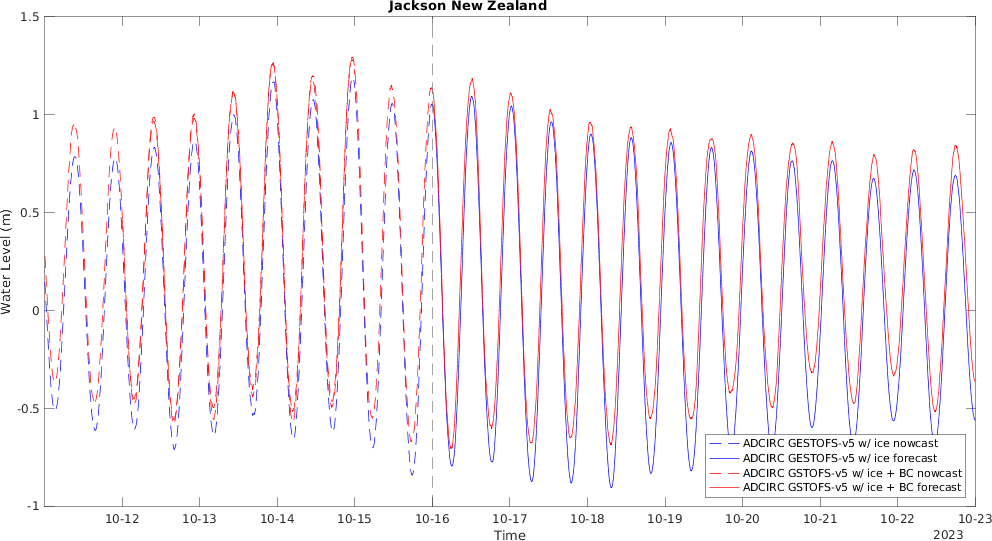 Jackson New Zealand
1.5
1
0.5
0
-0.5
-1
Water Level (m)
10-12 10-13 10-14 10-15 10-16 10-17 10-18 10-19 10-20 10-21 10-22 10-23
Time
2023
ADCIRC GESTOFS-v5 w/ ice nowcast
ADCIRC GESTOFS-v5 w/ ice forecast
ADCIRC GSTOFS-v5 w/ ice + BC nowcast
ADCIRC GSTOFS-v5 w/ ice + BC forecast